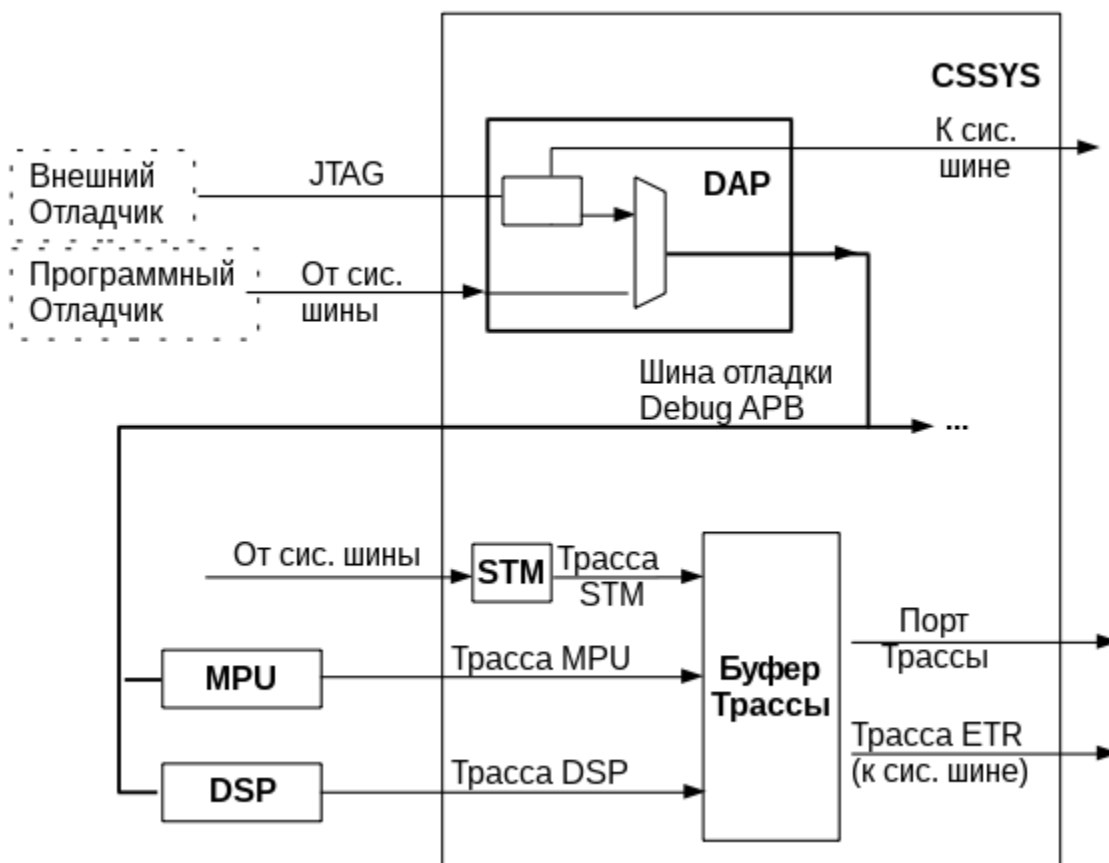 CSSYS
К сис.
шине
Внешний
Отладчик
JTAG
DAP
Программный
Отладчик
От сис.
шины
Шина отладки
Debug APB
...
От сис. шины
STM
Трасса
STM
MPU
Трасса MPU
Буфер
Трассы
Порт
Трассы
DSP
Трасса DSP
Трасса ETR
(к сис. шине)